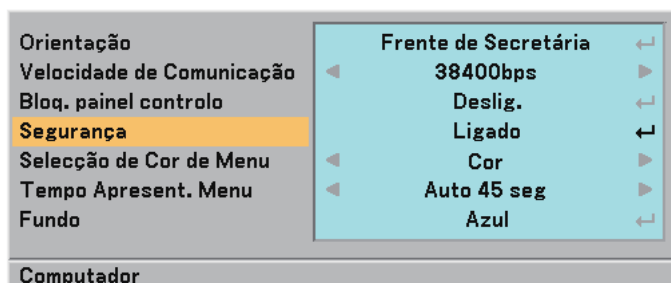 Orientação Frente de Secretária
Velocidade de Comunicação 38400bps
Bloq. painel controlo Deslig.
Segurança Ligado
Selecção de Cor de Menu Cor
Tempo Apresent. Menu Auto 45 seg
Fundo Azul
Computador